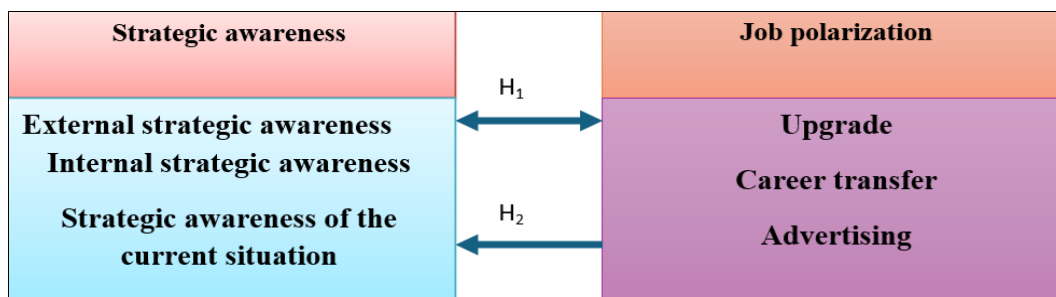 Strategic awareness
Job polarization
H₁
External strategic awareness
Internal strategic awareness
Strategic awareness of the
current situation
Upgrade
Career transfer
Advertising
H₂